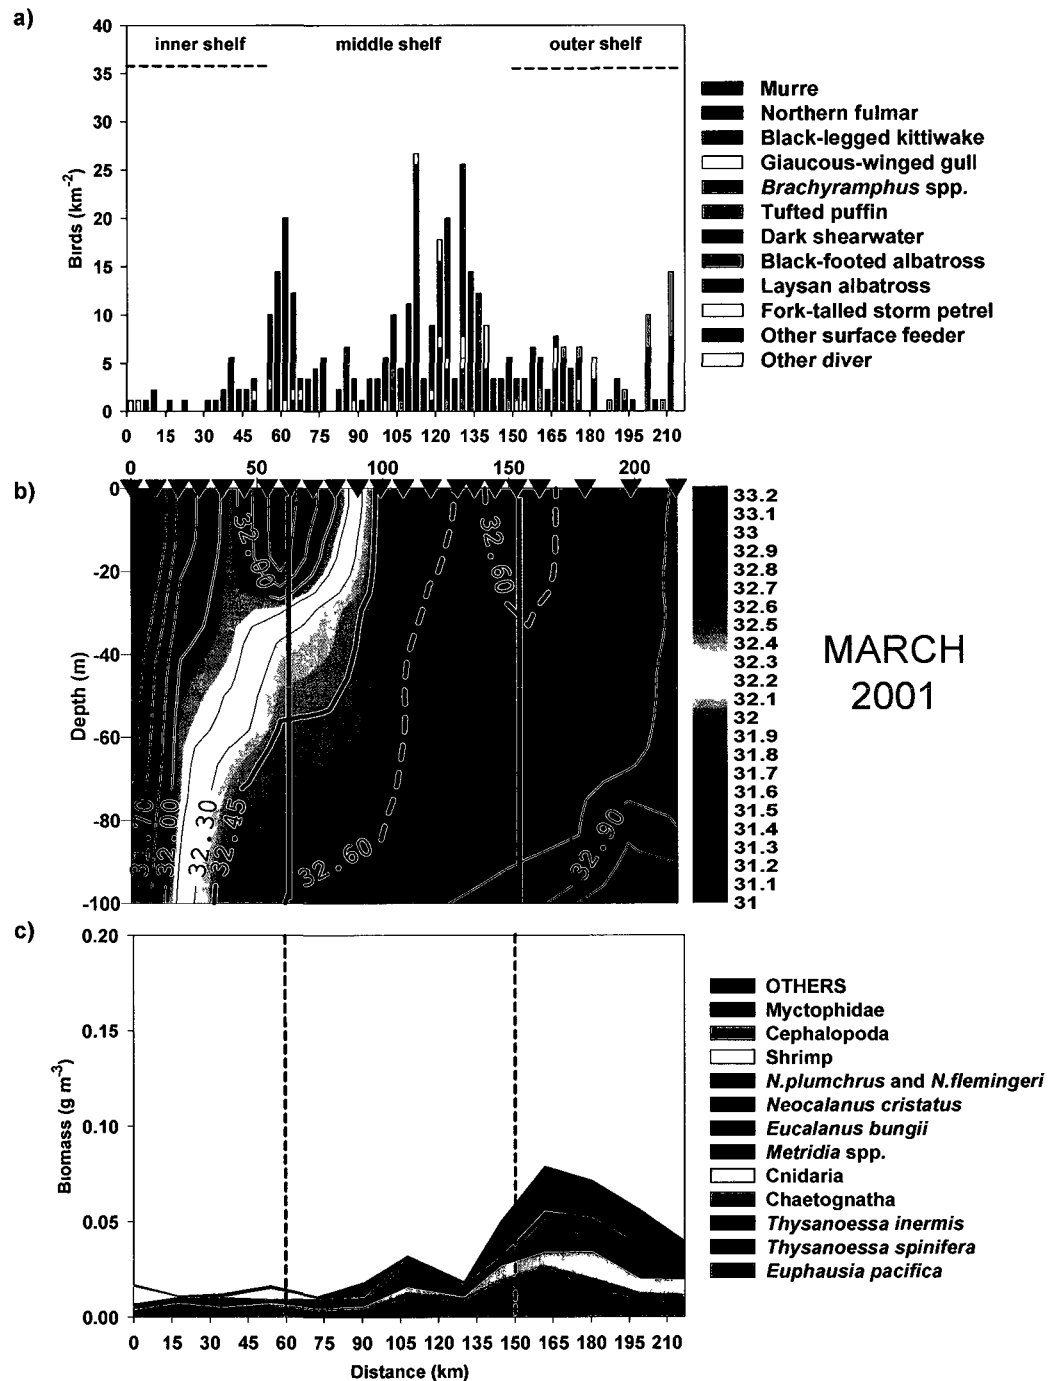 a)
40
35
30
25
20
15
10
5
0
Birds (km-2)
inner shelf middle shelf outer shelf
0 15 30 45 60 75 90 105 120 135 150 165 180 195 210
Murre
Northern fulmar
Black-legged kittiwake
Glaucous-winged gull
Brachyramphus spp.
Tufted puffin
Dark shearwater
Black-footed albatross
Laysan albatross
Fork-tailed storm petrel
Other surface feeder
Other diver
b)
0 50 100 150 200
0
-20
-40
-60
-80
-100
Depth (m)
32.00
32.60
31.70
32.00
32.30
32.45
32.60
32.90
33.2
33.1
33
32.9
32.8
32.7
32.6
32.5
32.4
32.3
32.2
32.1
32
31.9
31.8
31.7
31.6
31.5
31.4
31.3
31.2
31.1
31
MARCH
2001
c)
0.20
0.15
0.10
0.05
0.00
Biomass (g m-3)
0 15 30 45 60 75 90 105 120 135 150 165 180 195 210
Distance (km)
OTHERS
Myctophidae
Cephalopoda
Shrimp
N.plumchrus and N.flemingeri
Neocalanus cristatus
Eucalanus bungii
Metridia spp.
Cnidaria
Chaetognatha
Thysanoessa inermis
Thysanoessa spinifera
Euphausia pacifica